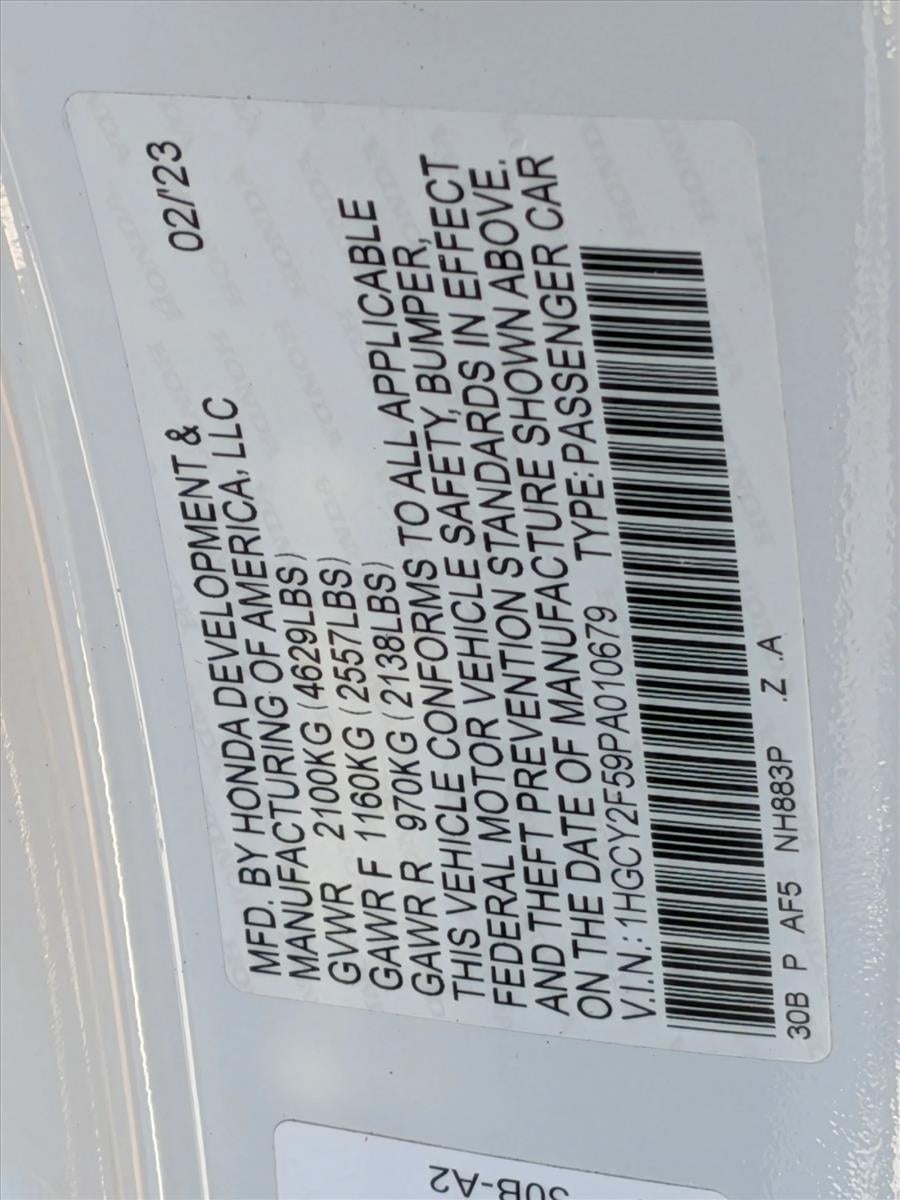 MFD. BY HONDA DEVELOPMENT & 02/'23
MANUFACTURING OF AMERICA, LLC
GVWR 2100KG (4629LBS)
GAWR F 1160KG (2557LBS)
GAWR R 970KG (2138LBS)
THIS VEHICLE CONFORMS TO ALL APPLICABLE
FEDERAL MOTOR VEHICLE SAFETY, BUMPER,
AND THEFT PREVENTION STANDARDS IN EFFECT
ON THE DATE OF MANUFACTURE SHOWN ABOVE.
V.I.N.: 1HGCY2F59PA010679 TYPE: PASSENGER CAR
30B P AF5 NH883P .Z .A
30B-A2